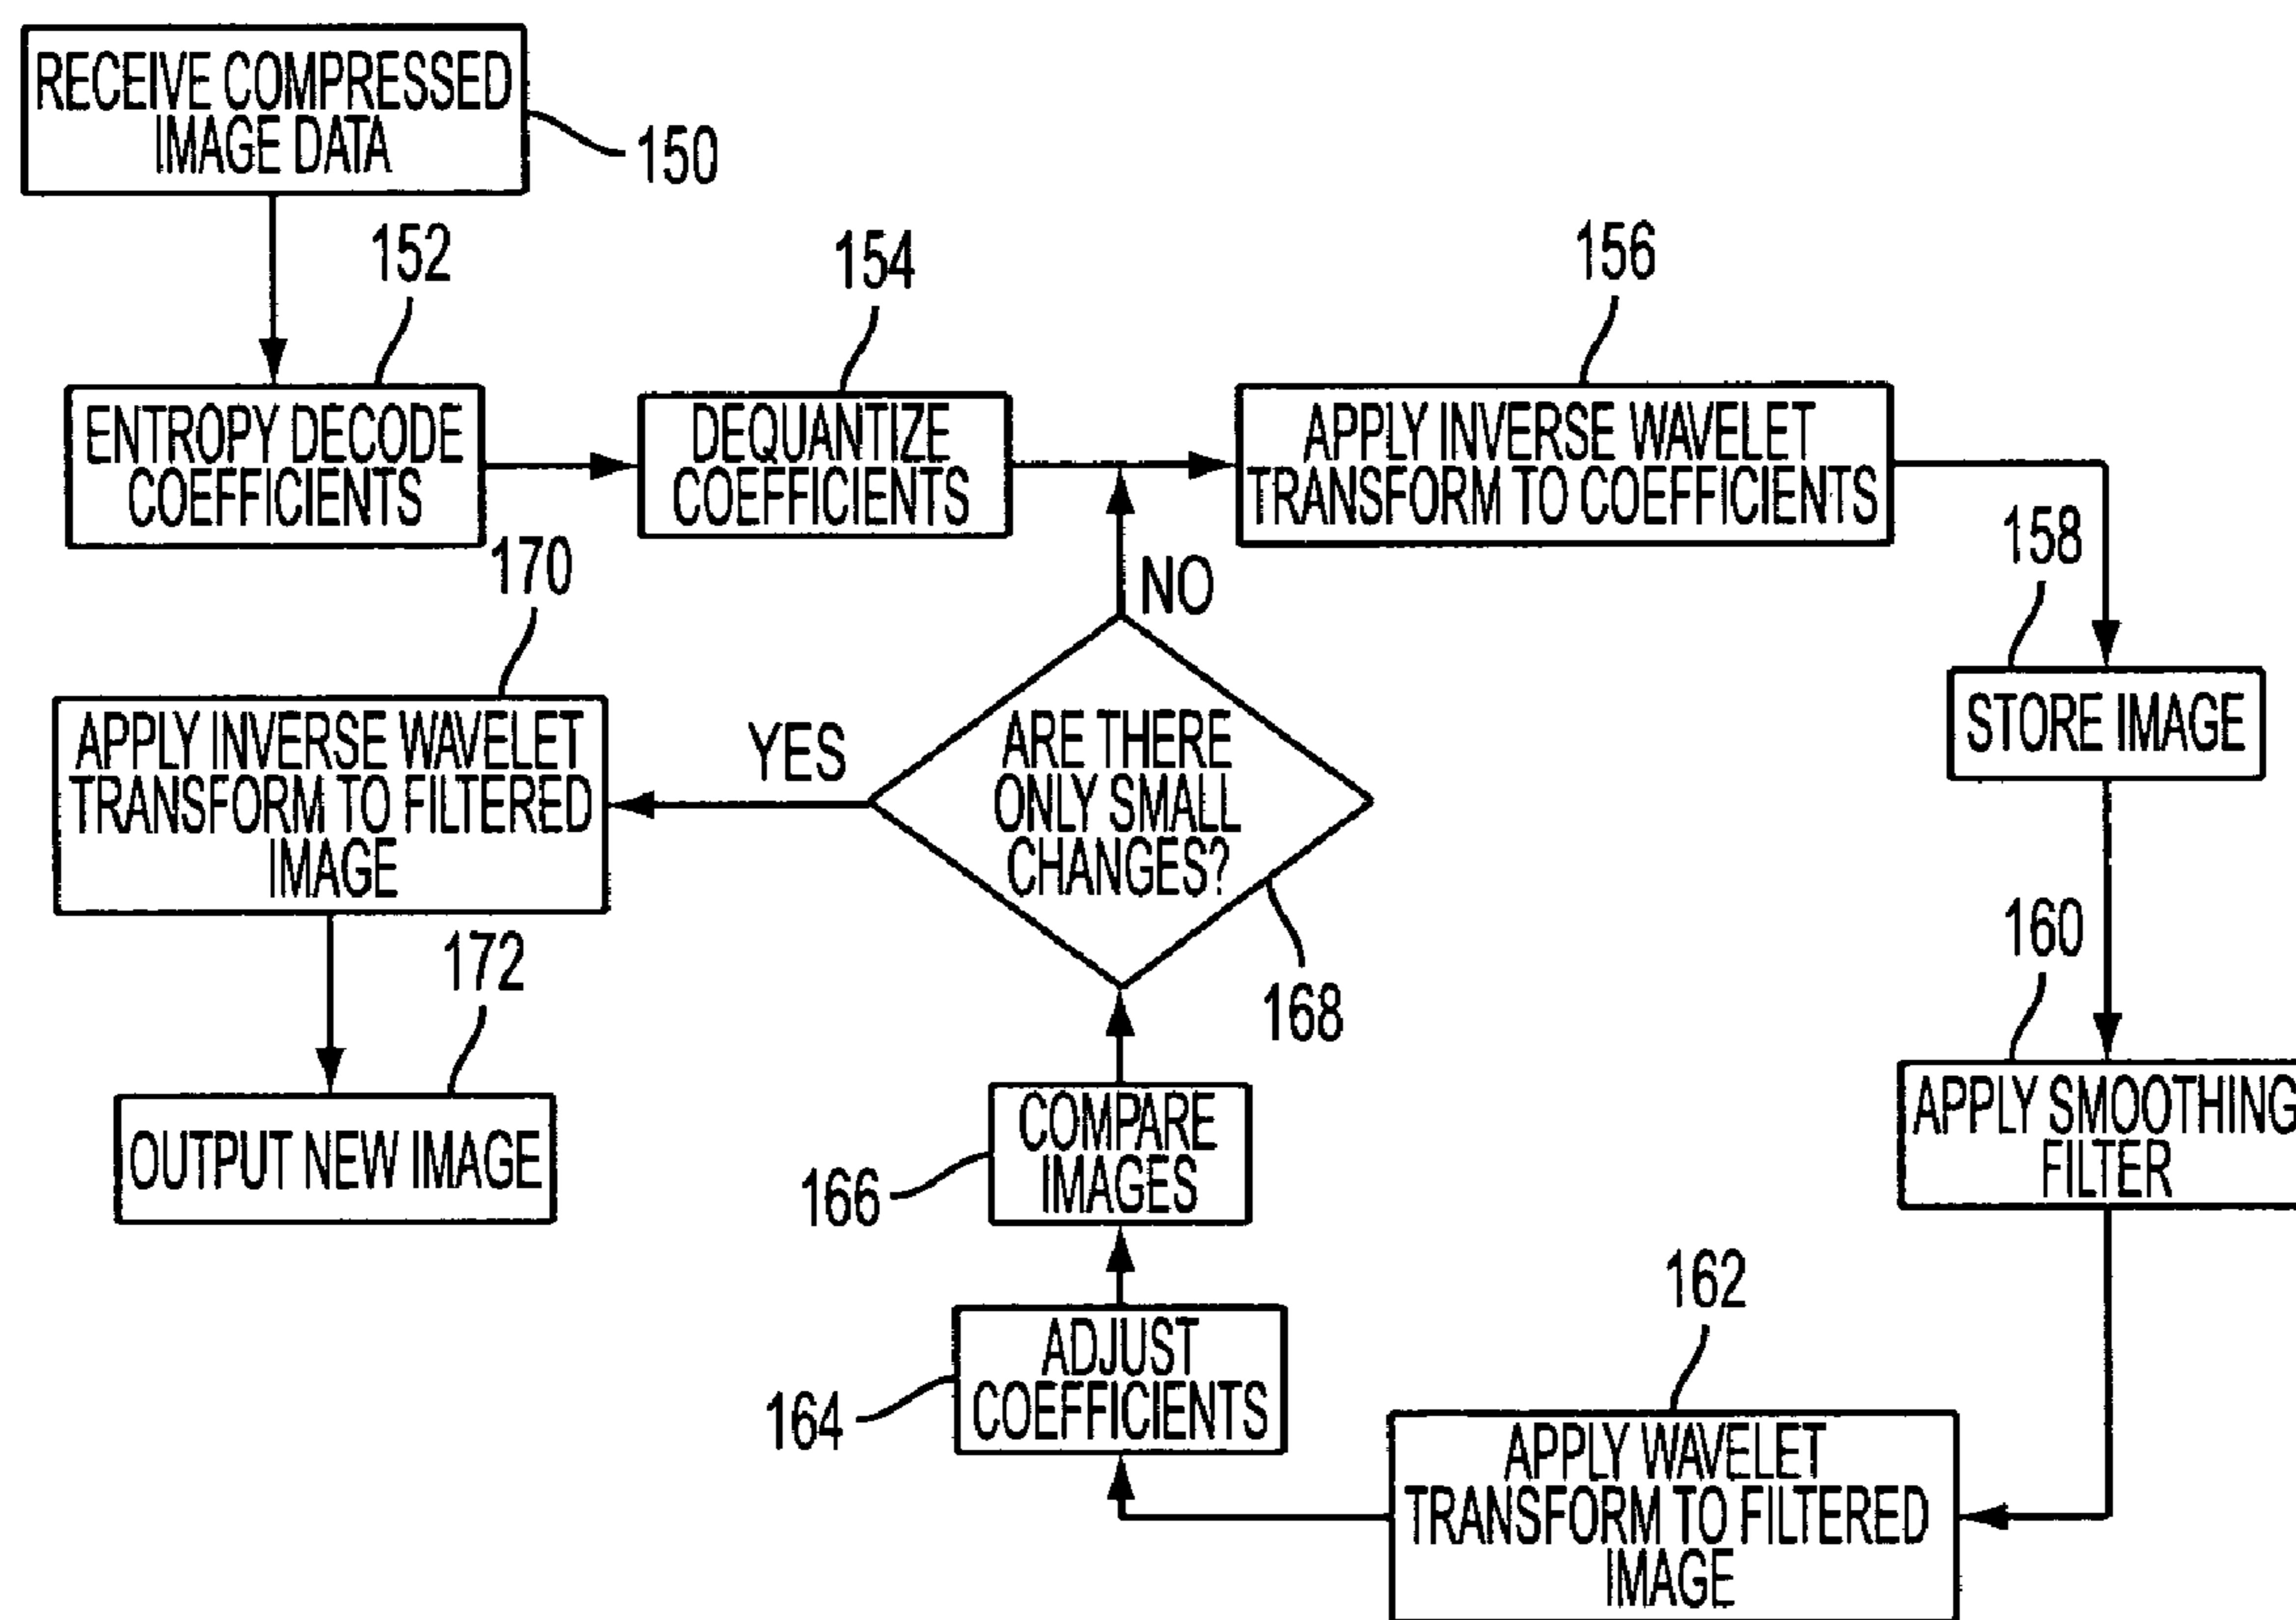 RECEIVE COMPRESSED
IMAGE DATA
150
152
ENTROPY DECODE
COEFFICIENTS
154
DEQUANTIZE
COEFFICIENTS
156
APPLY INVERSE WAVELET
TRANSFORM TO COEFFICIENTS
158
STORE IMAGE
160
APPLY SMOOTHING
FILTER
162
APPLY WAVELET
TRANSFORM TO FILTERED
IMAGE
164
ADJUST
COEFFICIENTS
166
COMPARE
IMAGES
168
ARE THERE
ONLY SMALL
CHANGES?
NO
YES
170
APPLY INVERSE WAVELET
TRANSFORM TO FILTERED
IMAGE
172
OUTPUT NEW IMAGE